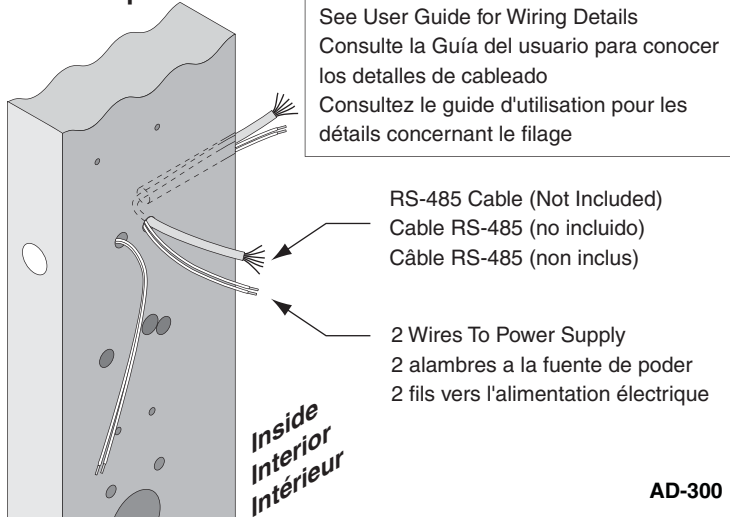 See User Guide for Wiring Details
Consulte la Guía del usuario para conocer
los detalles de cableado
Consultez le guide d'utilisation pour les
détails concernant le filage
RS-485 Cable (Not Included)
Cable RS-485 (no incluido)
Câble RS-485 (non inclus)
2 Wires To Power Supply
2 alambres a la fuente de poder
2 fils vers l'alimentation électrique
Inside
Interior
Intérieur
AD-300